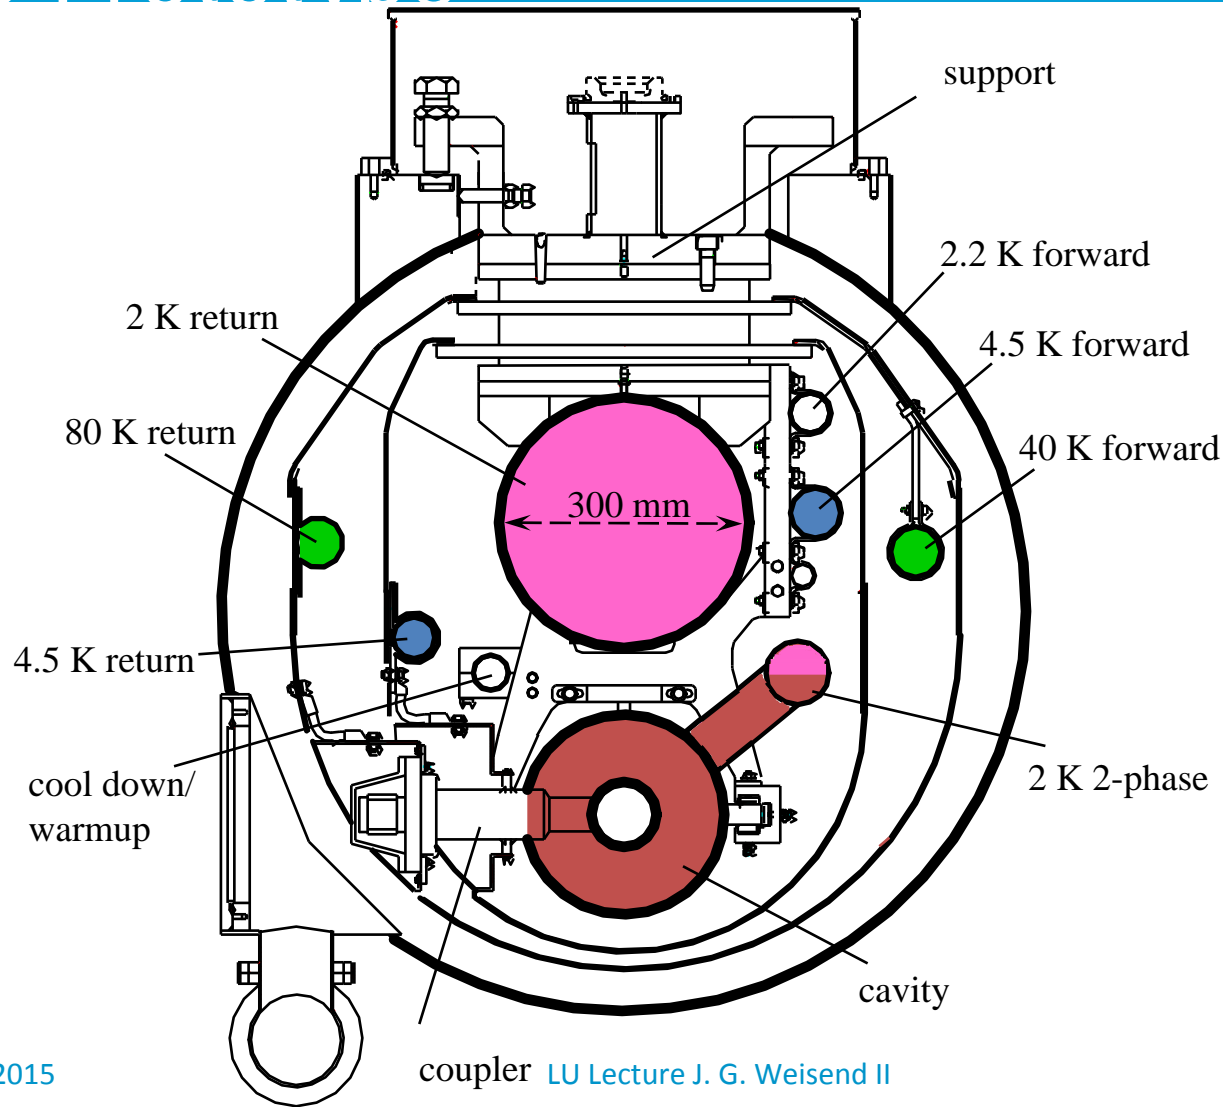 support
2.2 K forward
2 K return
4.5 K forward
80 K return
40 K forward
300 mm
4.5 K return
2 K 2-phase
cool down/
warmup
cavity
coupler
2015
LU Lecture J. G. Weisend II